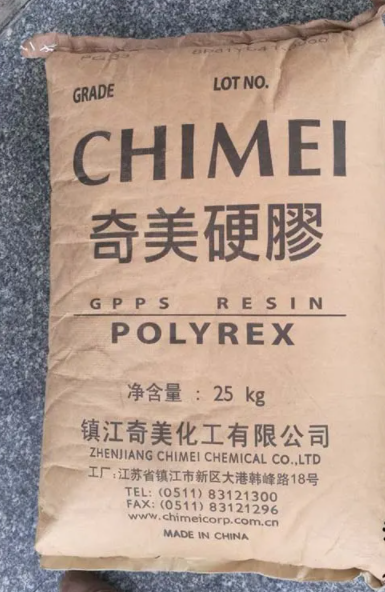 PG-33
GRADE LOT NO.
CHIMEI
奇美硬膠
GPPS RESIN
POLYREX
净含量 : 25 kg
镇江奇美化工有限公司
ZHENJIANG CHIMEI CHEMICAL CO.,LTD
工厂:江苏省镇江市新区大港韩峰路18号
TEL: (0511) 83121300
FAX: (0511) 83121296
www.chimeicorp.com.cn
MADE IN CHINA